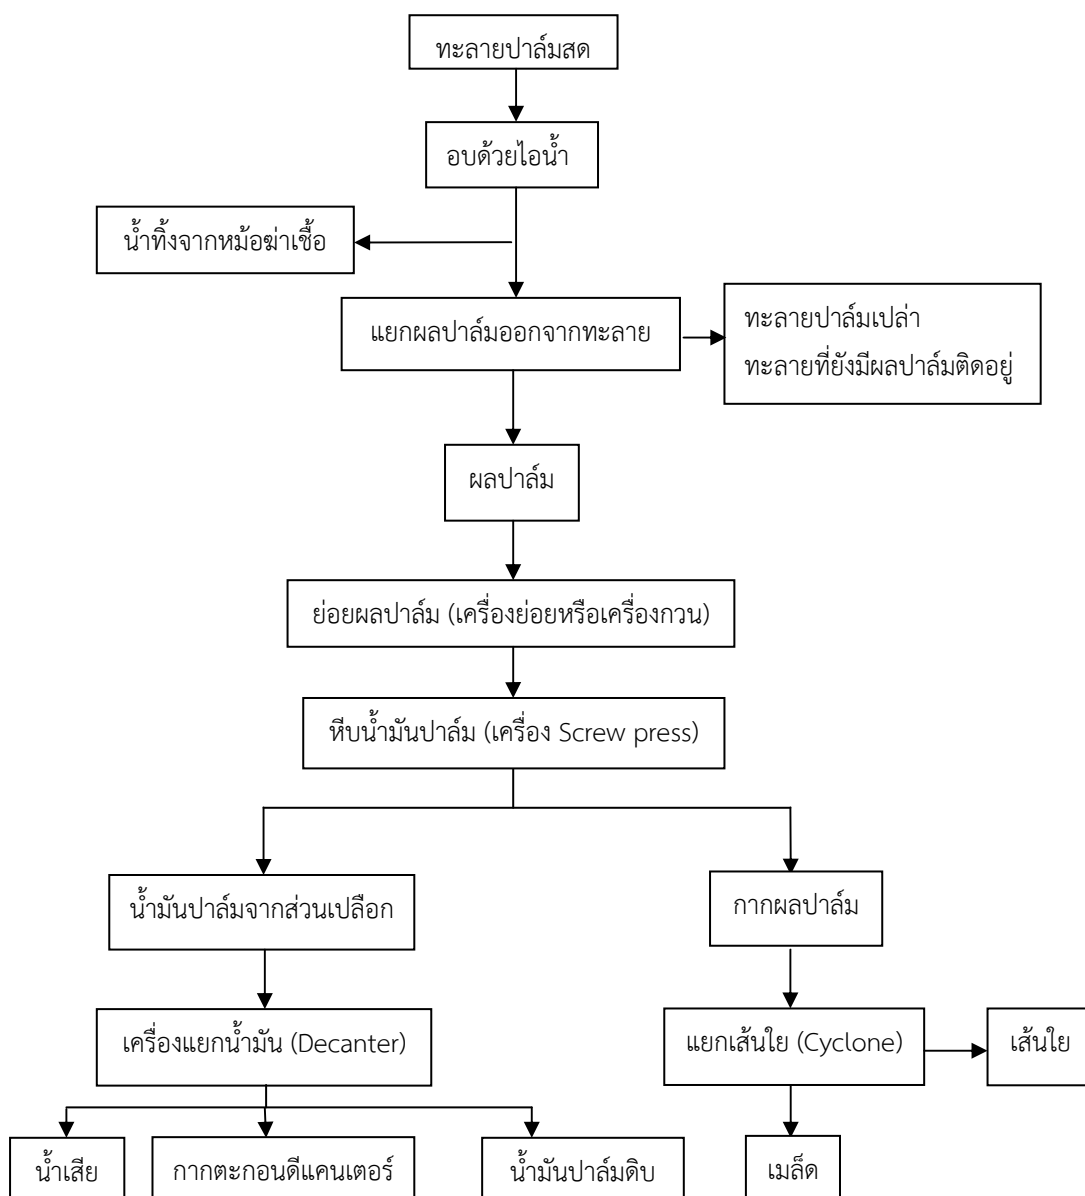 ทะลายปาล์มสด
อบด้วยไอน้ำ
น้ำทิ้งจากหม้อฆ่าเชื้อ
แยกผลปาล์มออกจากทะลาย
ทะลายปาล์มเปล่า
ทะลายที่ยังมีผลปาล์มติดอยู่
ผลปาล์ม
ย่อยผลปาล์ม (เครื่องย่อยหรือเครื่องกวน)
หีบน้ำมันปาล์ม (เครื่อง Screw press)
น้ำมันปาล์มจากส่วนเปลือก
กากผลปาล์ม
เครื่องแยกน้ำมัน (Decanter)
แยกเส้นใย (Cyclone)
เส้นใย
น้ำเสีย
กากตะกอนดีแคนเตอร์
น้ำมันปาล์มดิบ
เมล็ด